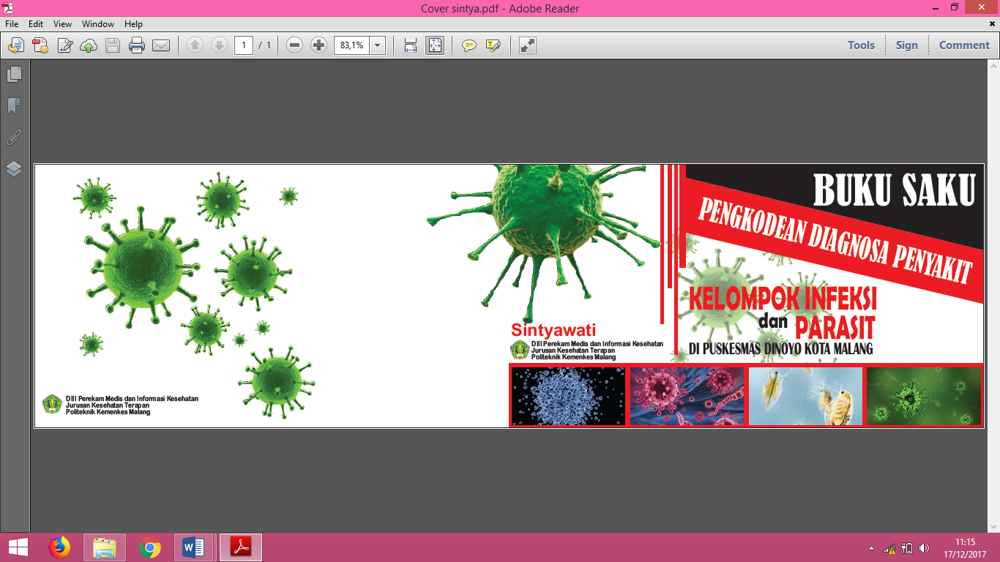 Cover sintya.pdf - Adobe Reader
File Edit View Window Help
1 / 1 83,1% Tools Sign Comment
BUKU SAKU
PENGKODEAN DIAGNOSA PENYAKIT
KELOMPOK INFEKSI
dan PARASIT
DI PUSKESMAS DINOYO KOTA MALANG
Sintyawati
DIII Perekam Medis dan Informasi Kesehatan
Jurusan Kesehatan Terapan
Politeknik Kemenkes Malang
DIII Perekam Medis dan Informasi Kesehatan
Jurusan Kesehatan Terapan
Politeknik Kemenkes Malang
11:15
17/12/2017